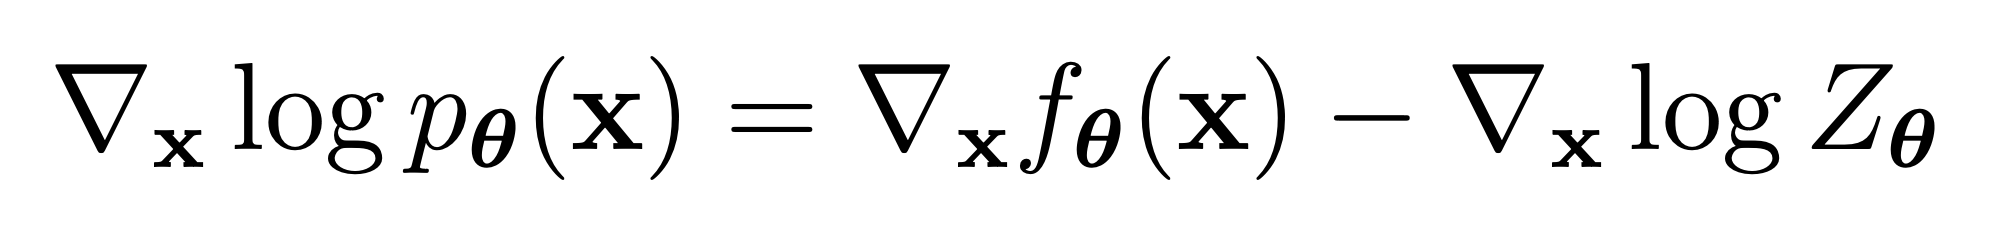 ∇ₓ log p_θ(x) = ∇ₓ f_θ(x) − ∇ₓ log Z_θ